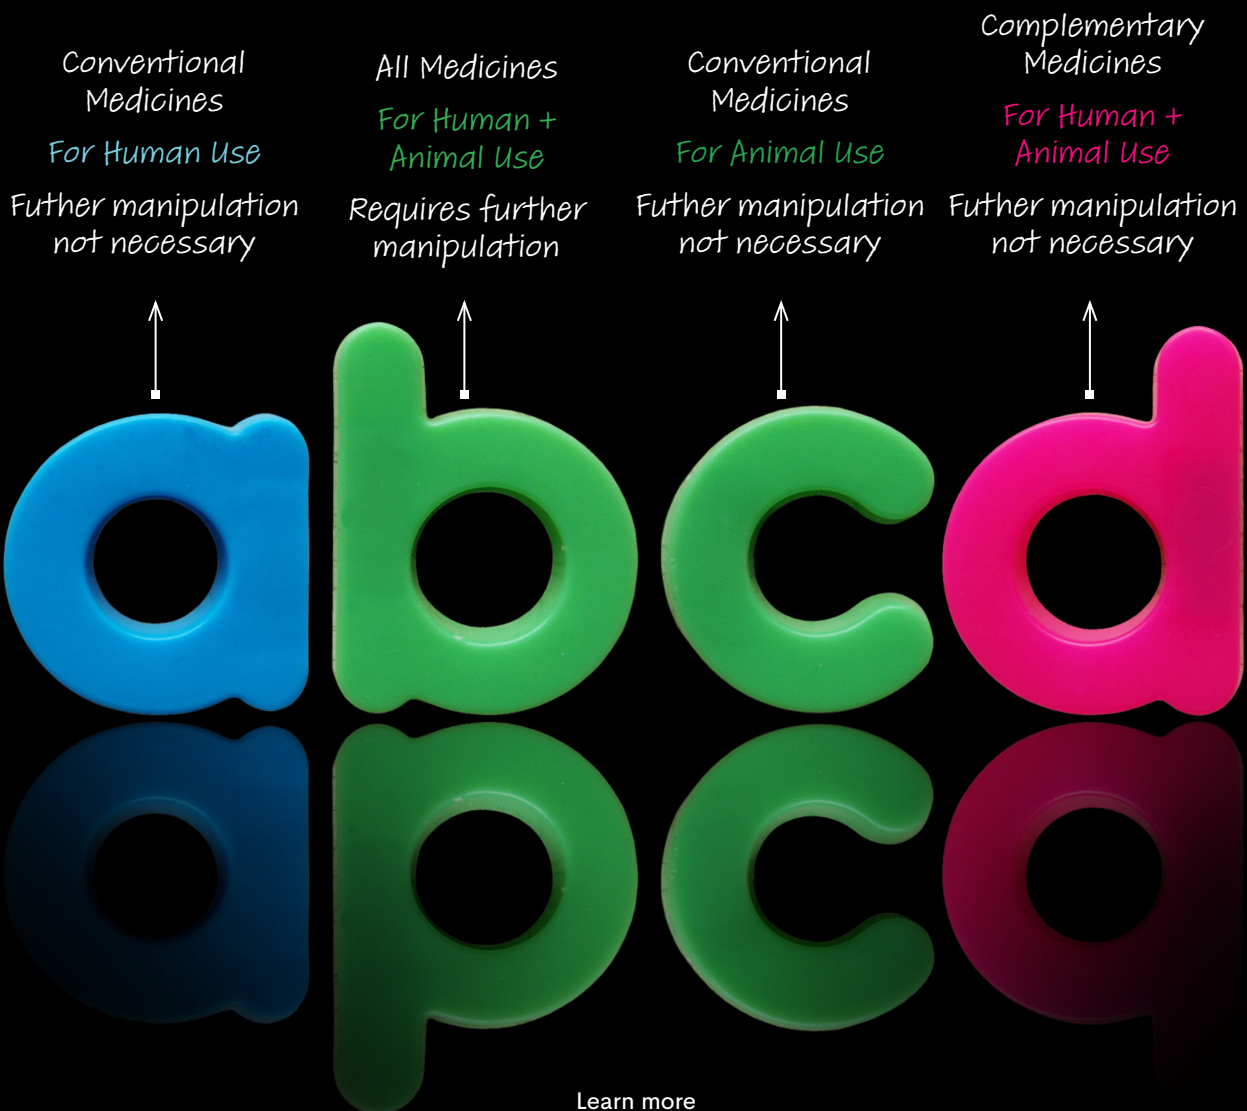 Conventional
Medicines
For Human Use
Futher manipulation
not necessary
All Medicines
For Human +
Animal Use
Requires further
manipulation
Conventional
Medicines
For Animal Use
Futher manipulation
not necessary
Complementary
Medicines
For Human +
Animal Use
Futher manipulation
not necessary
a b c d
Learn more